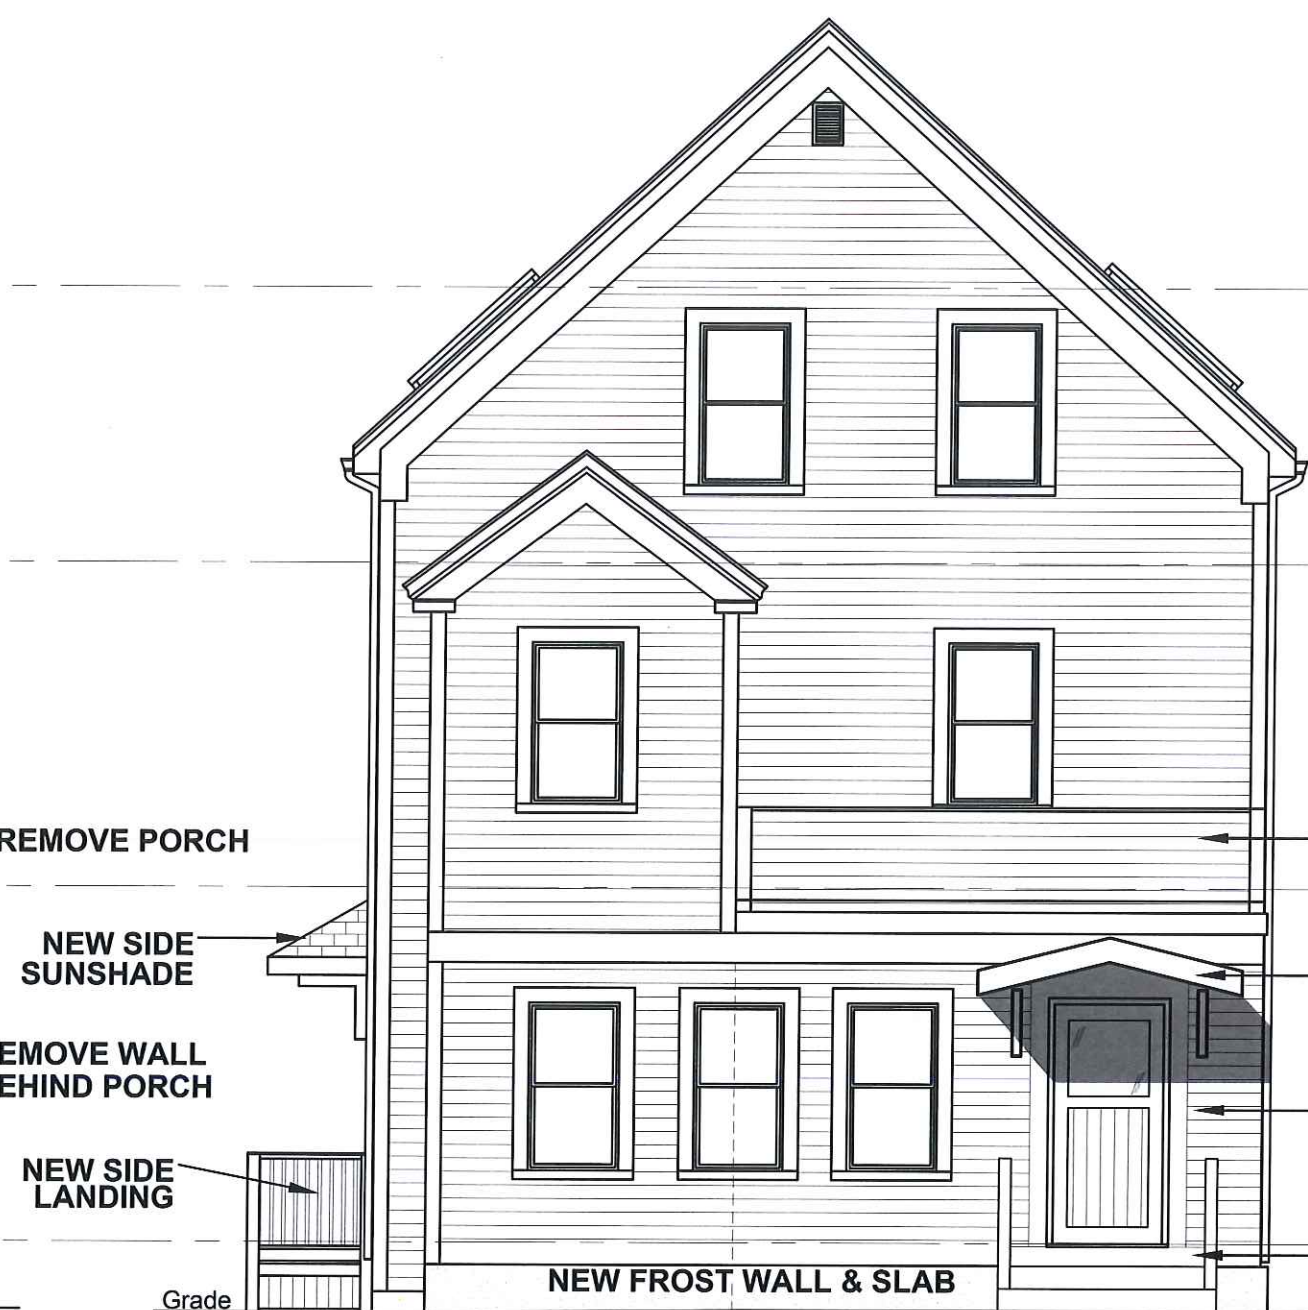 REMOVE PORCH
NEW SIDE
SUNSHADE
EMOVE WALL
EHIND PORCH
NEW SIDE
LANDING
NEW FROST WALL & SLAB
Grade